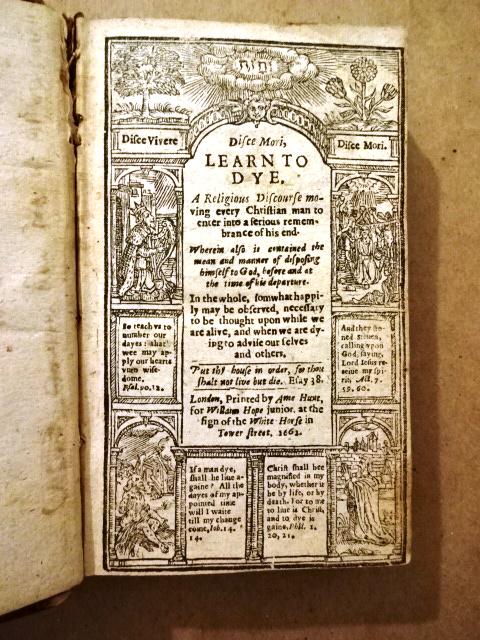 יהוה
Disce Vivere
Disce Mori.
Disce Mori,
LEARN TO
DYE.
A Religious Discourse mo-
ving every Christian man to
enter into a serious remem-
brance of his end.
Wherein also is contained the
mean and manner of disposing
himself to God, before and at
the time of his departure.
In the whole, somwhat happi-
ly may be observed, necessary
to be thought upon while we
are alive, and when we are dy-
ing to advise our selves
and others.
Put thy house in order, for thou
shalt not live but die. Esay 38.
London, Printed by Anne Hunt,
for William Hope junior. at the
sign of the White Horse in
Tower street, 1662.
So teach us to
number our
dayes: that
wee may ap-
ply our hearts
unto wise-
dome.
Psal. 90. 12.
And they sto-
ned Steven,
calling vpon
God, saying,
Lord Iesus re-
ceiue my spi-
rit, Act. 7.
59. 60.
If a man dye,
shall he liue a-
gaine? All the
dayes of my ap-
pointed time
will I waite
till my change
come, Iob. 14.
14.
Christ shall bee
magnified in my
body, whether it
be by life, or by
death. For to me
to liue is Christ,
and to dye is
gaine. Phil. 1.
20, 21.